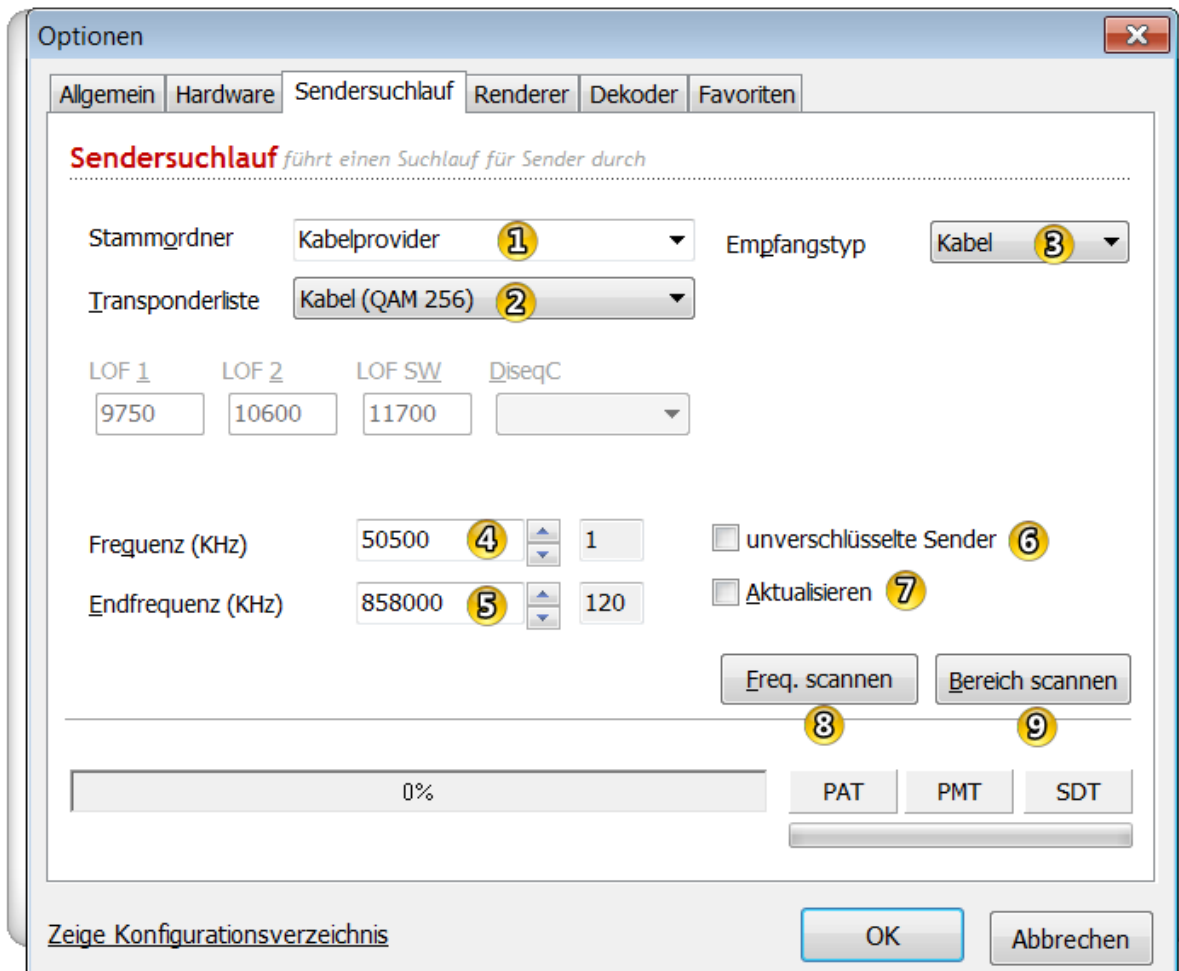 Optionen
Allgemein Hardware Sendersuchlauf Renderer Dekoder Favoriten
Sendersuchlauf führt einen Suchlauf für Sender durch
Stammordner Kabelprovider 1 Empfangstyp Kabel 3
Transponderliste Kabel (QAM 256) 2
LOF 1 LOF 2 LOF SW DiseqC
9750 10600 11700
Frequenz (KHz) 50500 4 1 unverschlüsselte Sender 6
Endfrequenz (KHz) 858000 5 120 Aktualisieren 7
Freq. scannen Bereich scannen
8 9
0% PAT PMT SDT
Zeige Konfigurationsverzeichnis OK Abbrechen